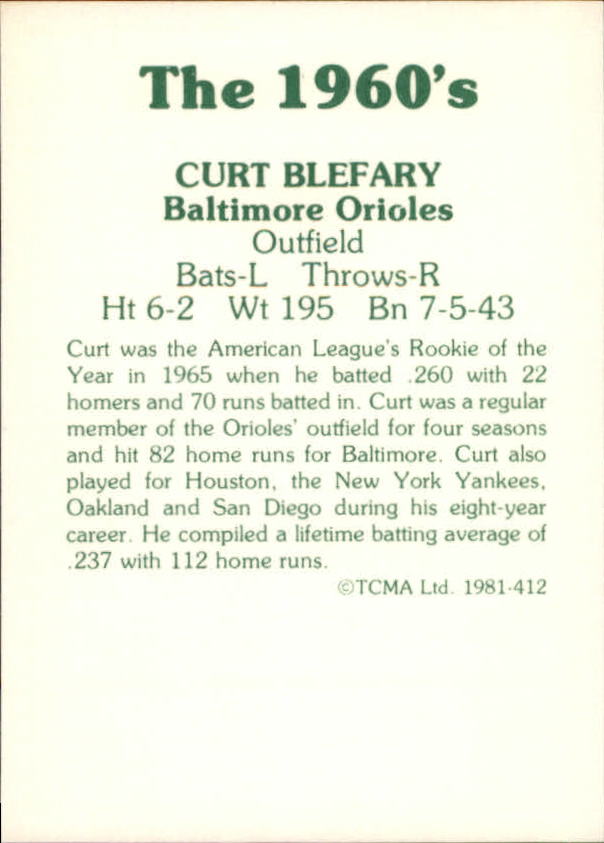 The 1960's
CURT BLEFARY
Baltimore Orioles
Outfield
Bats-L Throws-R
Ht 6-2 Wt 195 Bn 7-5-43
Curt was the American League's Rookie of the
Year in 1965 when he batted .260 with 22
homers and 70 runs batted in. Curt was a regular
member of the Orioles' outfield for four seasons
and hit 82 home runs for Baltimore. Curt also
played for Houston, the New York Yankees,
Oakland and San Diego during his eight-year
career. He compiled a lifetime batting average of
.237 with 112 home runs.
©TCMA Ltd. 1981-412